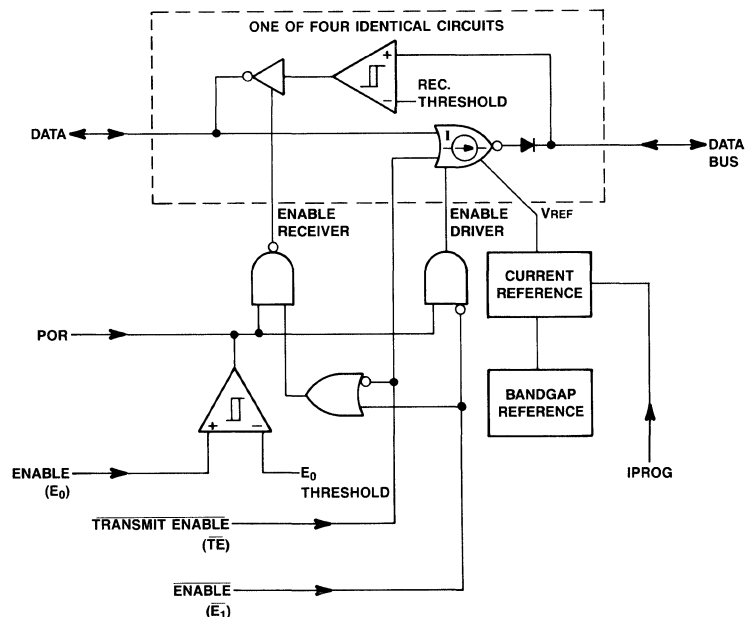 ONE OF FOUR IDENTICAL CIRCUITS
+
REC.
THRESHOLD
−
DATA
I
DATA
BUS
ENABLE
RECEIVER
ENABLE
DRIVER
VREF
CURRENT
REFERENCE
POR
BANDGAP
REFERENCE
+ −
ENABLE
(E0)
E0
THRESHOLD
IPROG
TRANSMIT ENABLE
(TE)
ENABLE
(E1)